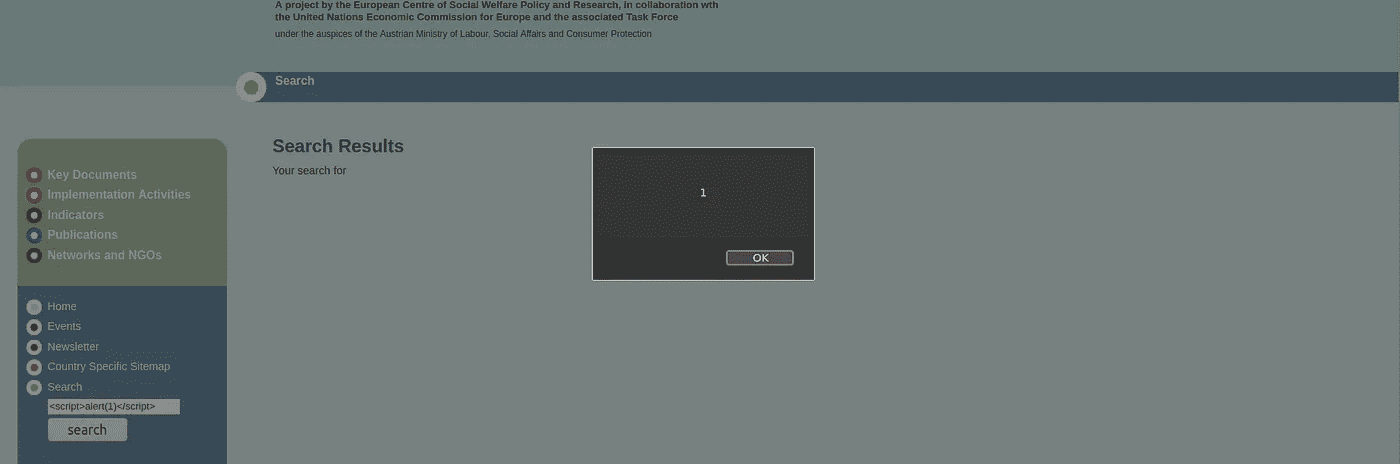 A project by the European Centre of Social Welfare Policy and Research, in collaboration wth
the United Nations Economic Commission for Europe and the associated Task Force
under the auspices of the Austrian Ministry of Labour, Social Affairs and Consumer Protection
Search
Search Results
Your search for
1
OK
Key Documents
Implementation Activities
Indicators
Publications
Networks and NGOs
Home
Events
Newsletter
Country Specific Sitemap
Search
<script>alert(1)</script>
search